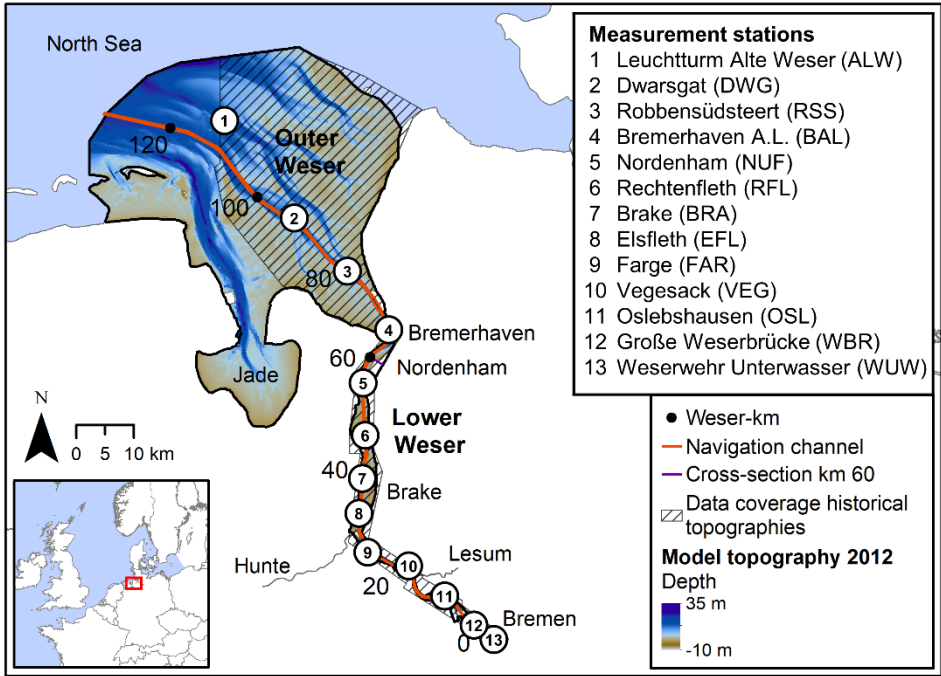 North Sea
120
1
Outer
Weser
100
2
80
3
4
Bremerhaven
60
Nordenham
Jade
5
Lower
Weser
6
40
7
Brake
8
9
Hunte
Lesum
10
20
11
Bremen
12
0
13
N
0 5 10 km
Measurement stations
1 Leuchtturm Alte Weser (ALW)
2 Dwarsgat (DWG)
3 Robbensüdsteert (RSS)
4 Bremerhaven A.L. (BAL)
5 Nordenham (NUF)
6 Rechtenfleth (RFL)
7 Brake (BRA)
8 Elsfleth (EFL)
9 Farge (FAR)
10 Vegesack (VEG)
11 Oslebshausen (OSL)
12 Große Weserbrücke (WBR)
13 Weserwehr Unterwasser (WUW)
Weser-km
Navigation channel
Cross-section km 60
Data coverage historical
topographies
Model topography 2012
Depth
35 m
-10 m